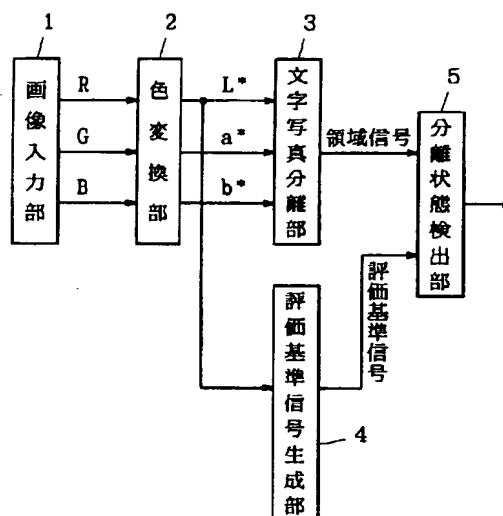 1
2
3
画像入力部
R
G
B
色変換部
L*
a*
b*
文字写真分離部
領域信号
5
分離状態検出部
評価基準信号
評価基準信号生成部
4